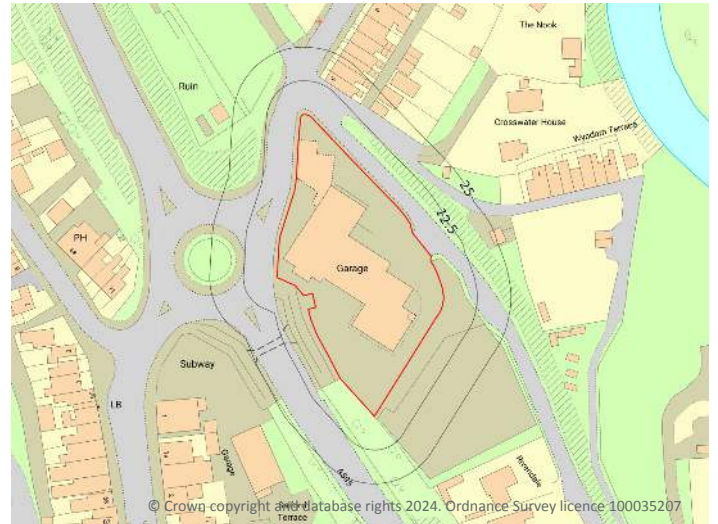 The Nook
Ruin
Crosswater House
Wyndam Terrace
25
12.5
PH
Garage
Subway
LB
Garage
Riverdale
Terrace
© Crown copyright and database rights 2024. Ordnance Survey licence 100035207